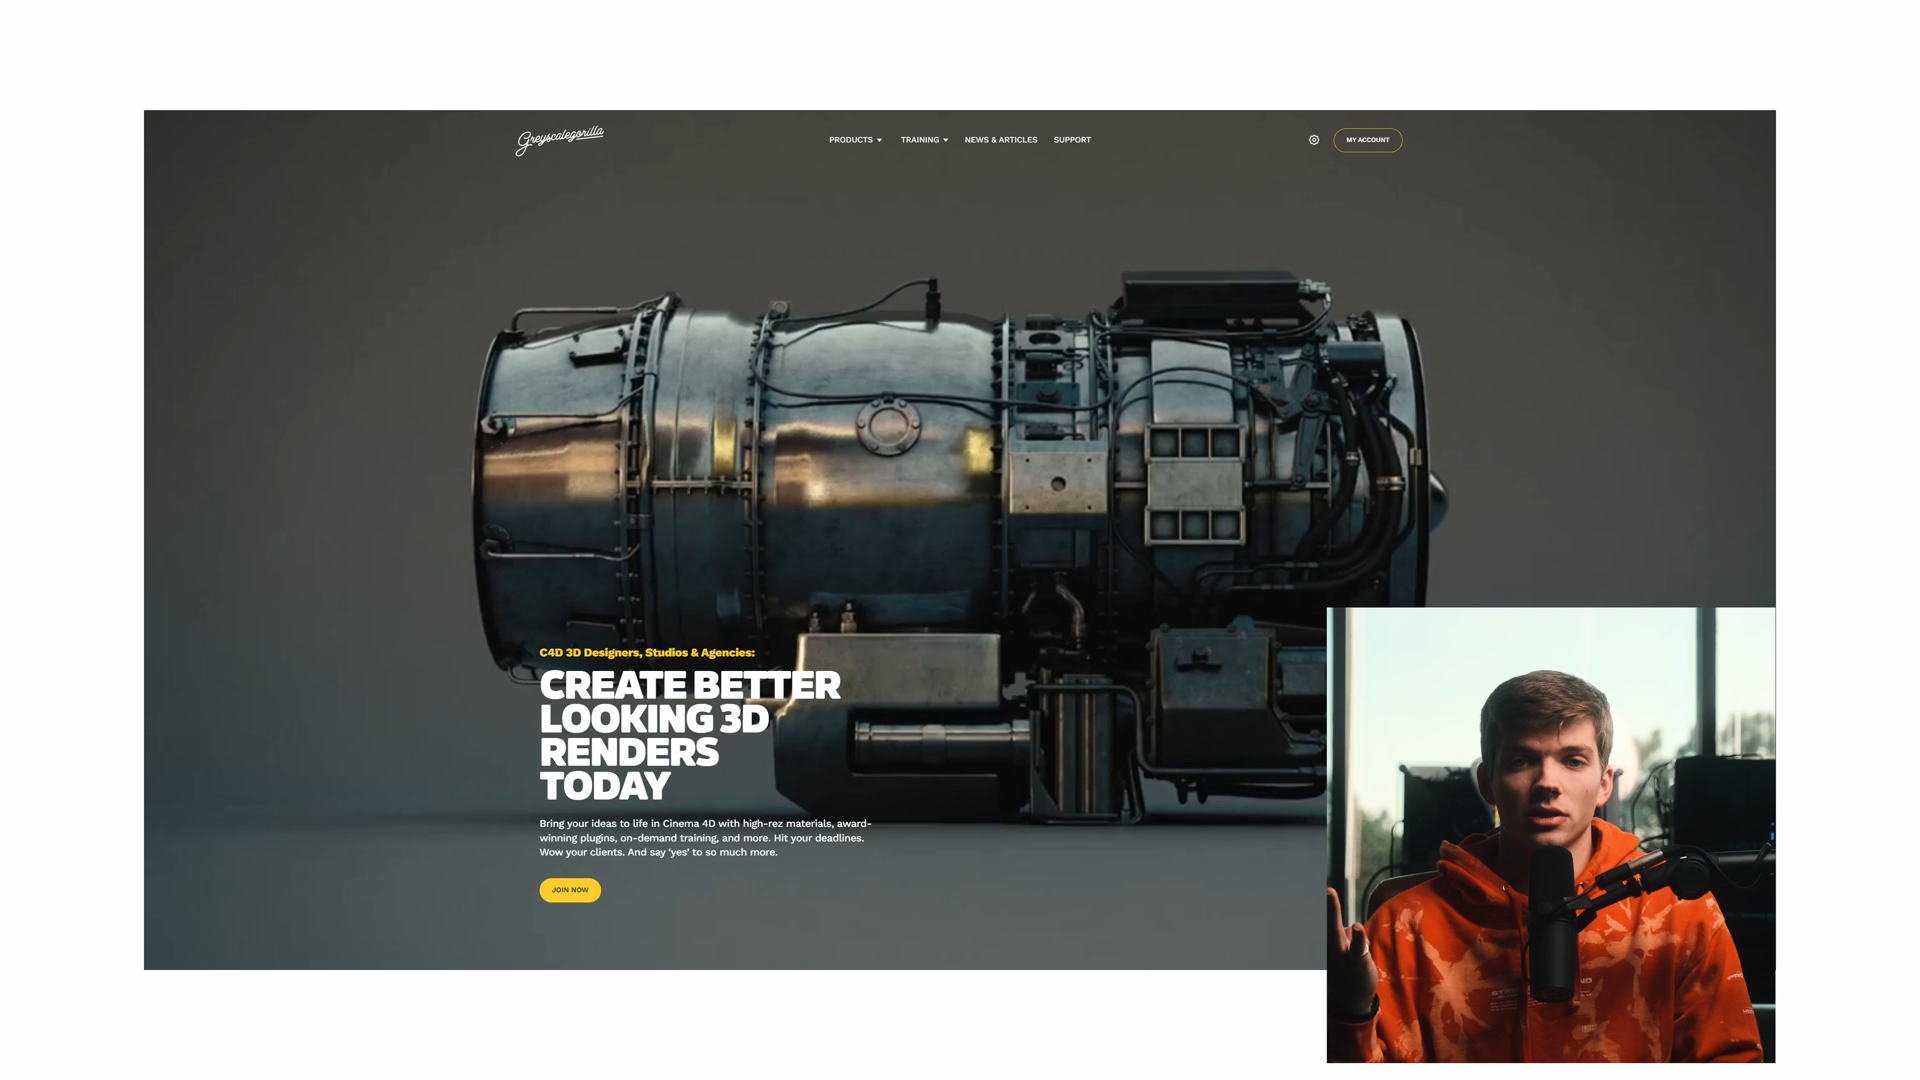 Greyscalegorilla
PRODUCTS
TRAINING
NEWS & ARTICLES
SUPPORT
MY ACCOUNT
C4D 3D Designers, Studios & Agencies:
CREATE BETTER
LOOKING 3D
RENDERS
TODAY
Bring your ideas to life in Cinema 4D with high-rez materials, award-
winning plugins, on-demand training, and more. Hit your deadlines.
Wow your clients. And say ‘yes’ to so much more.
JOIN NOW